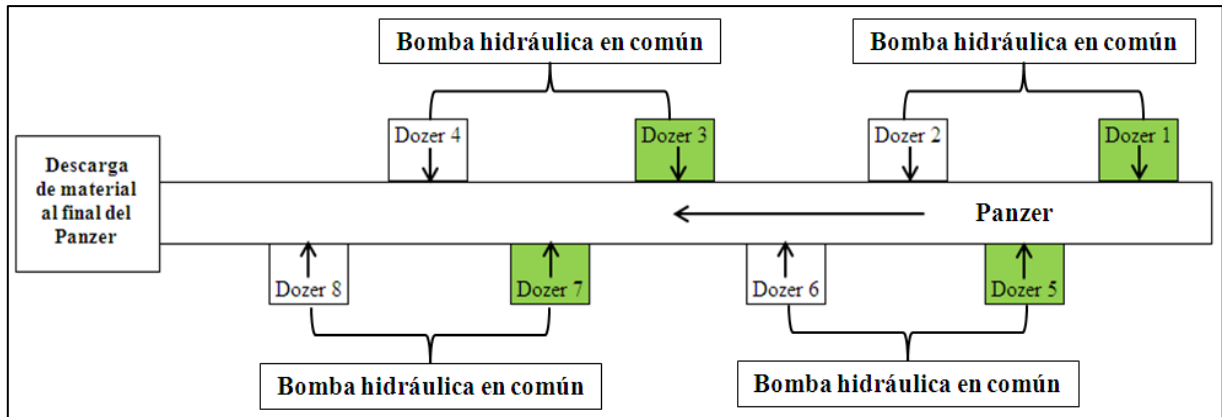 Bomba hidráulica en común
Bomba hidráulica en común
Dozer 4
Dozer 3
Dozer 2
Dozer 1
Descarga
de material
al final del
Panzer
Panzer
Dozer 8
Dozer 7
Dozer 6
Dozer 5
Bomba hidráulica en común
Bomba hidráulica en común